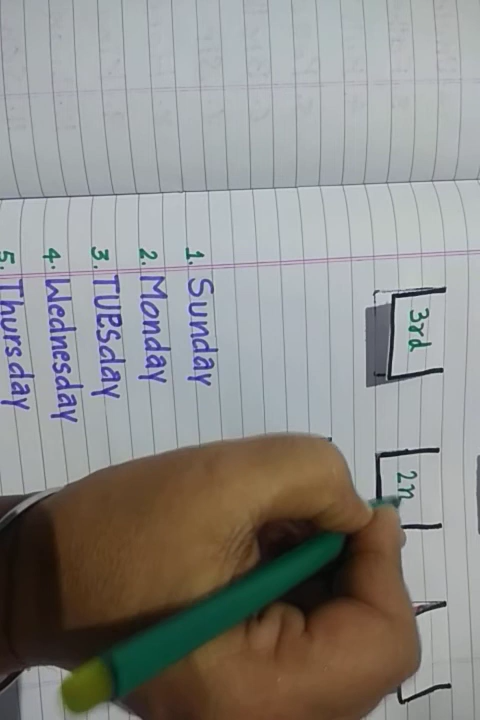 3rd 2n
1. Sunday
2. Monday
3. TUESday
4. Wednesday
5. Thursday